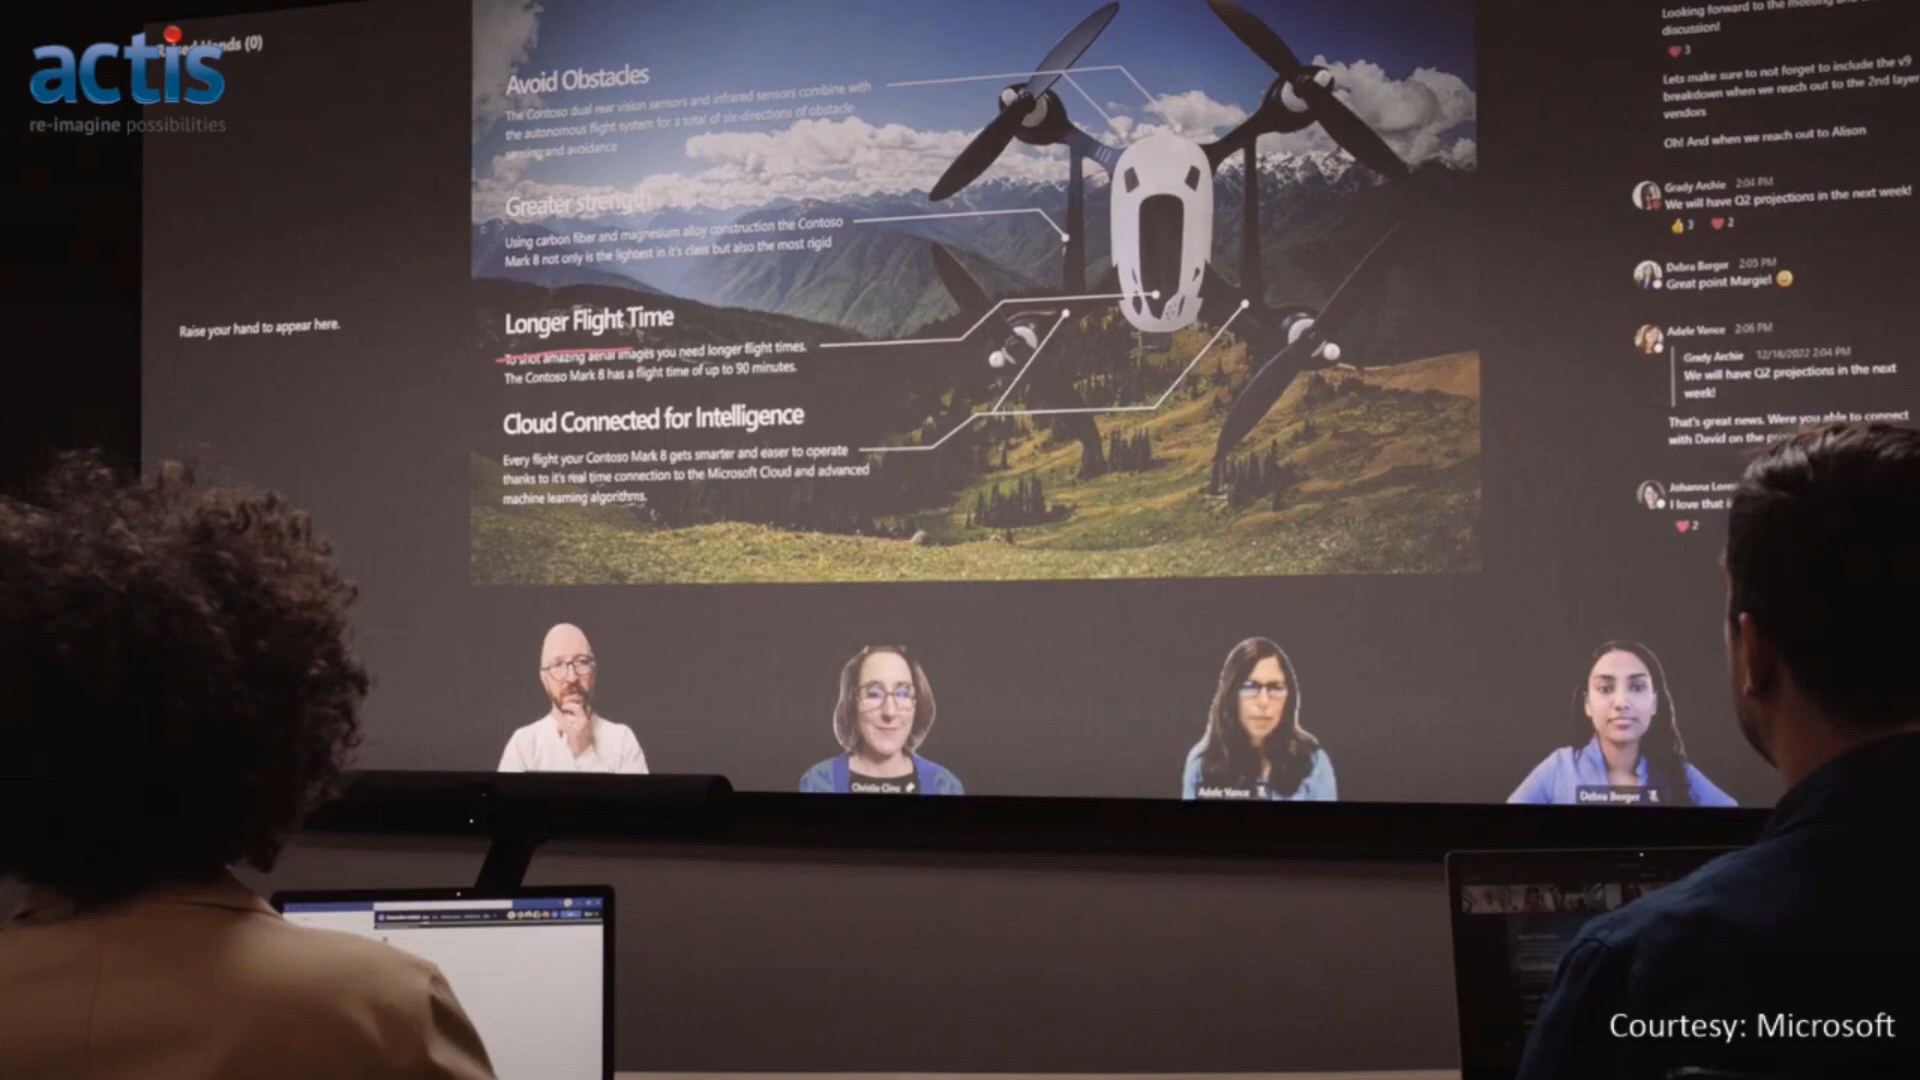 actis
re-imagine possibilities
Raised Hands (0)
Raise your hand to appear here.
Avoid Obstacles
The Contoso dual rear vision sensors and infrared sensors combine with
the autonomous flight system for a total of six-directions of obstacle
sensing and avoidance
Greater strength
Using carbon fiber and magnesium alloy construction the Contoso
Mark 8 not only is the lightest in it's class but also the most rigid
Longer Flight Time
To shot amazing aerial images you need longer flight times.
The Contoso Mark 8 has a flight time of up to 90 minutes.
Cloud Connected for Intelligence
Every flight your Contoso Mark 8 gets smarter and easier to operate
thanks to it's real time connection to the Microsoft Cloud and advanced
machine learning algorithms.
Looking forward to the meeting and
discussion!
3
Lets make sure to not forget to include the v9
breakdown when we reach out to the 2nd layer
vendors
Oh! And when we reach out to Alison
Grady Archie 2:04 PM
We will have Q2 projections in the next week!
3 2
Debra Berger 2:05 PM
Great point Margie!
Adele Vance 2:06 PM
Grady Archie 12/16/2022 2:04 PM
We will have Q2 projections in the next
week!
That's great news. Were you able to connect
with David on the
Johanna
I love that
2
Christie Cline
Adele Vance
Debra Berger
Courtesy: Microsoft